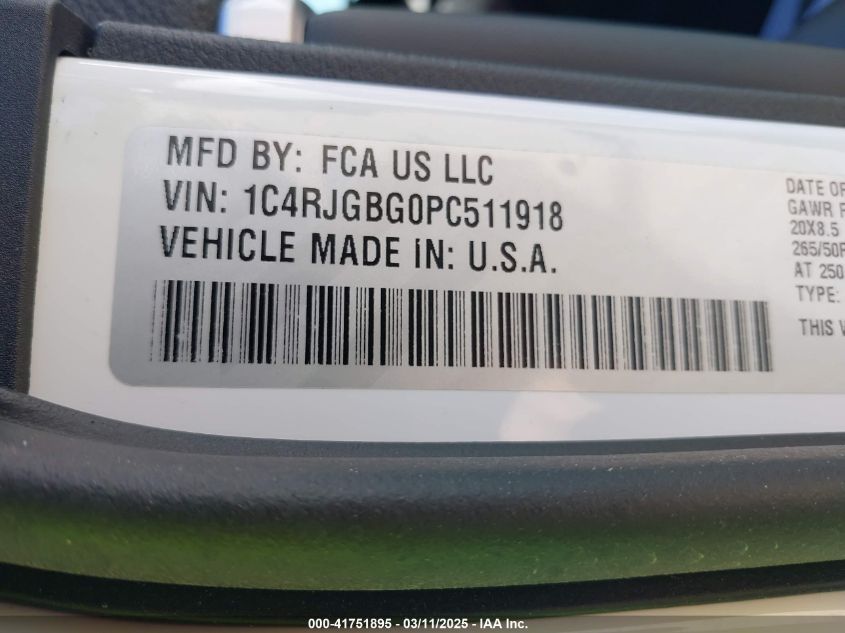 MFD BY: FCA US LLC
VIN: 1C4RJGBG0PC511918
VEHICLE MADE IN: U.S.A.
DATE OF
GAWR F
20X8.5
265/50R
AT 250
TYPE:
THIS V
000-41751895 - 03/11/2025 - IAA Inc.